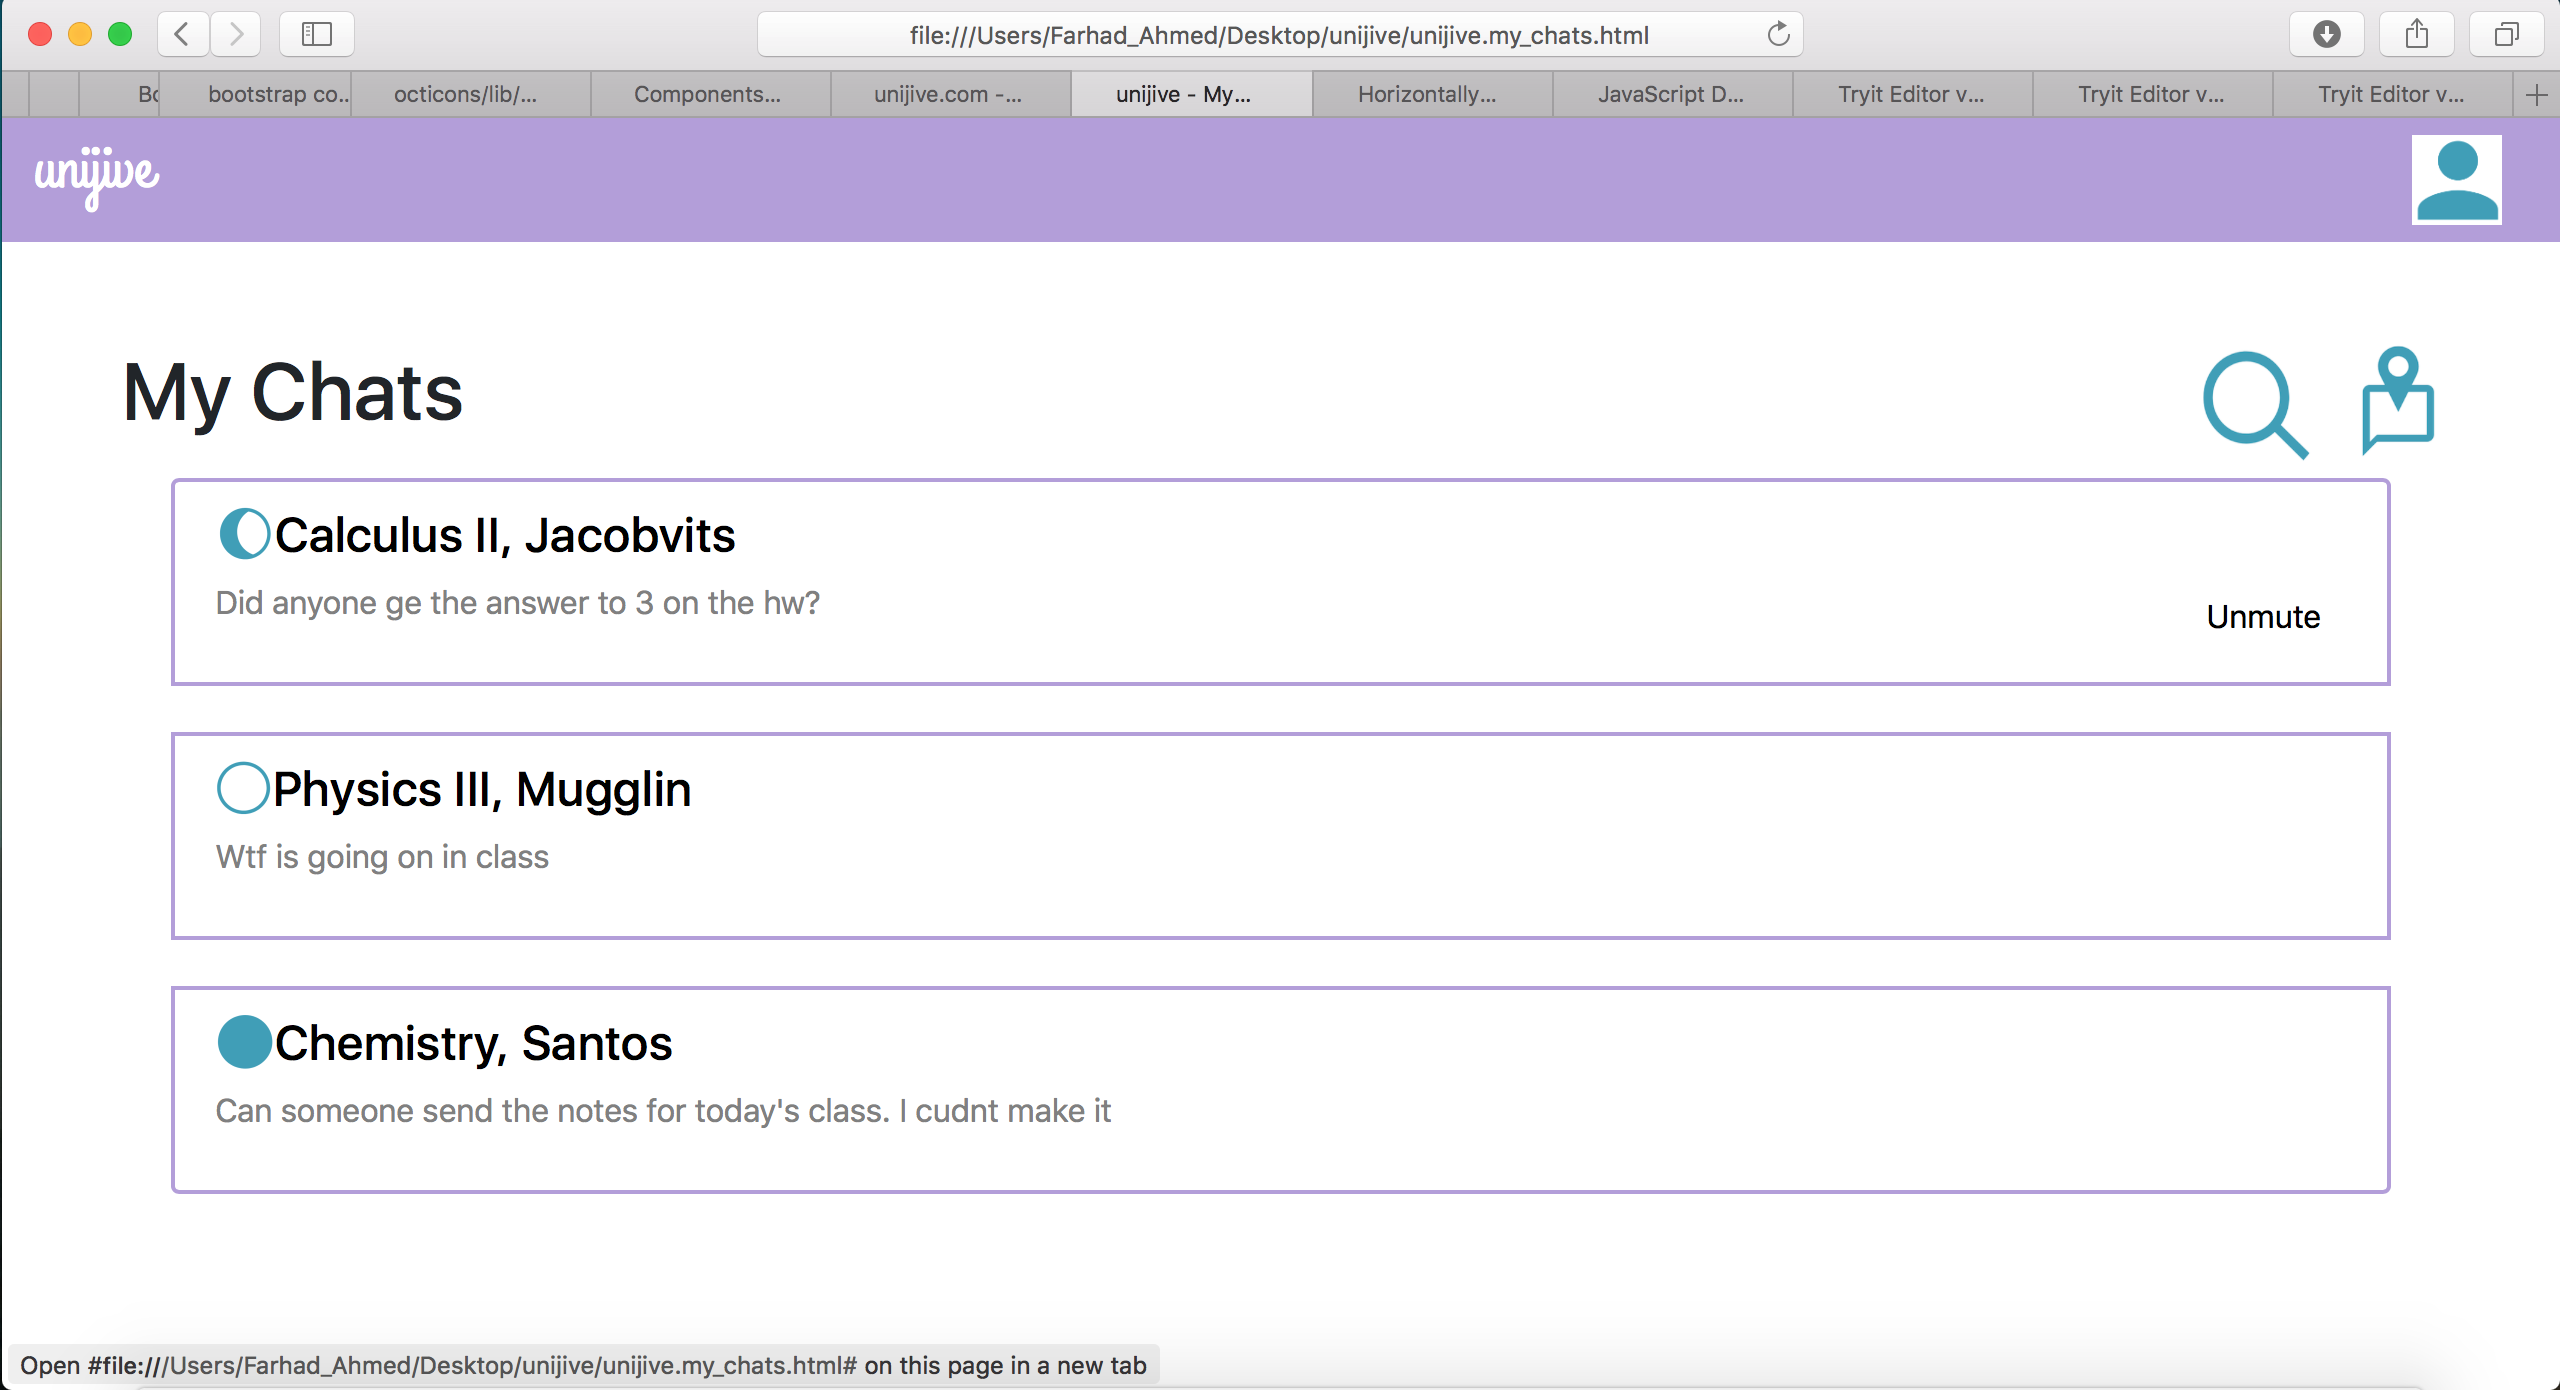 file:///Users/Farhad_Ahmed/Desktop/unijive/unijive.my_chats.html
Bc bootstrap co... octicons/lib/... Components... unijive.com -... unijive - My... Horizontally... JavaScript D... Tryit Editor v... Tryit Editor v... Tryit Editor v...
unijive
My Chats
Calculus II, Jacobvits
Did anyone ge the answer to 3 on the hw?
Unmute
Physics III, Mugglin
Wtf is going on in class
Chemistry, Santos
Can someone send the notes for today's class. I cudnt make it
Open #file:///Users/Farhad_Ahmed/Desktop/unijive/unijive.my_chats.html# on this page in a new tab